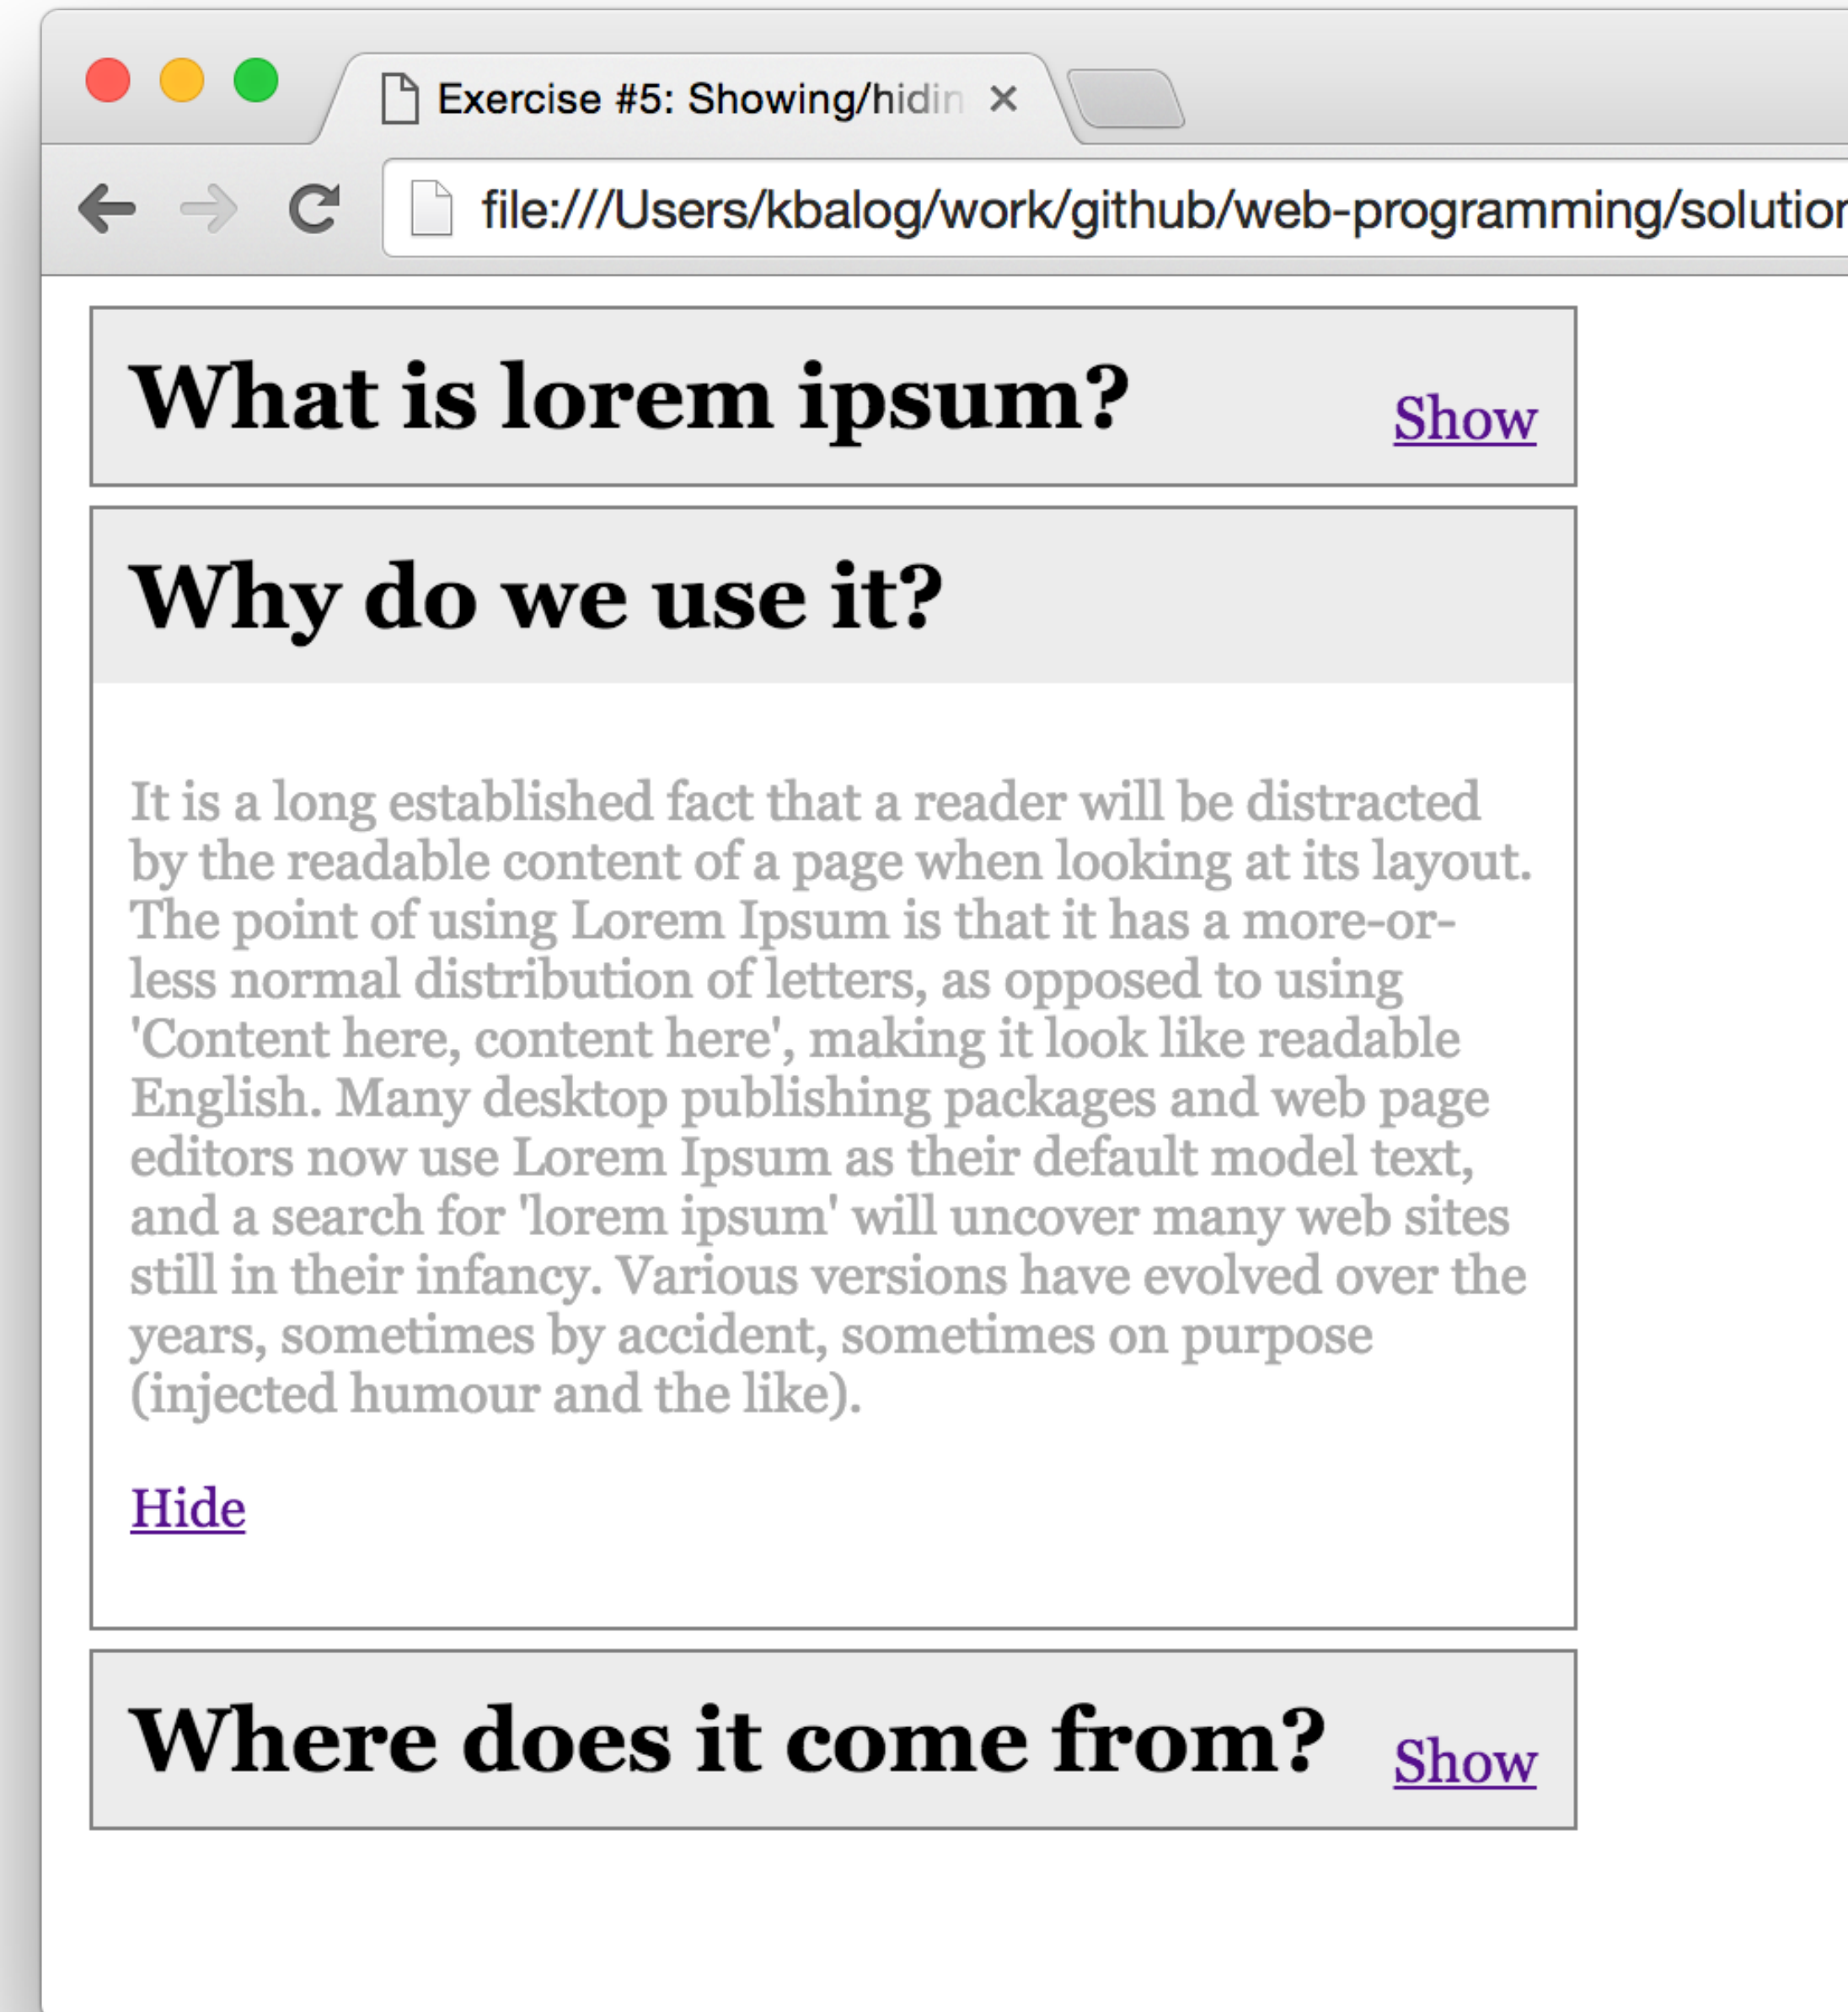 Exercise #5: Showing/hidin
file:///Users/kbalog/work/github/web-programming/solution
What is lorem ipsum?
Show
Why do we use it?
It is a long established fact that a reader will be distracted
by the readable content of a page when looking at its layout.
The point of using Lorem Ipsum is that it has a more-or-
less normal distribution of letters, as opposed to using
'Content here, content here', making it look like readable
English. Many desktop publishing packages and web page
editors now use Lorem Ipsum as their default model text,
and a search for 'lorem ipsum' will uncover many web sites
still in their infancy. Various versions have evolved over the
years, sometimes by accident, sometimes on purpose
(injected humour and the like).
Hide
Where does it come from?
Show